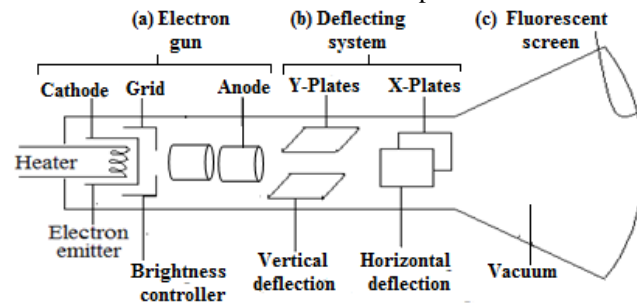 (a) Electron gun
(b) Deflecting system
(c) Fluorescent screen
Cathode
Grid
Anode
Y-Plates
X-Plates
Heater
Electron emitter
Brightness controller
Vertical deflection
Horizontal deflection
Vacuum